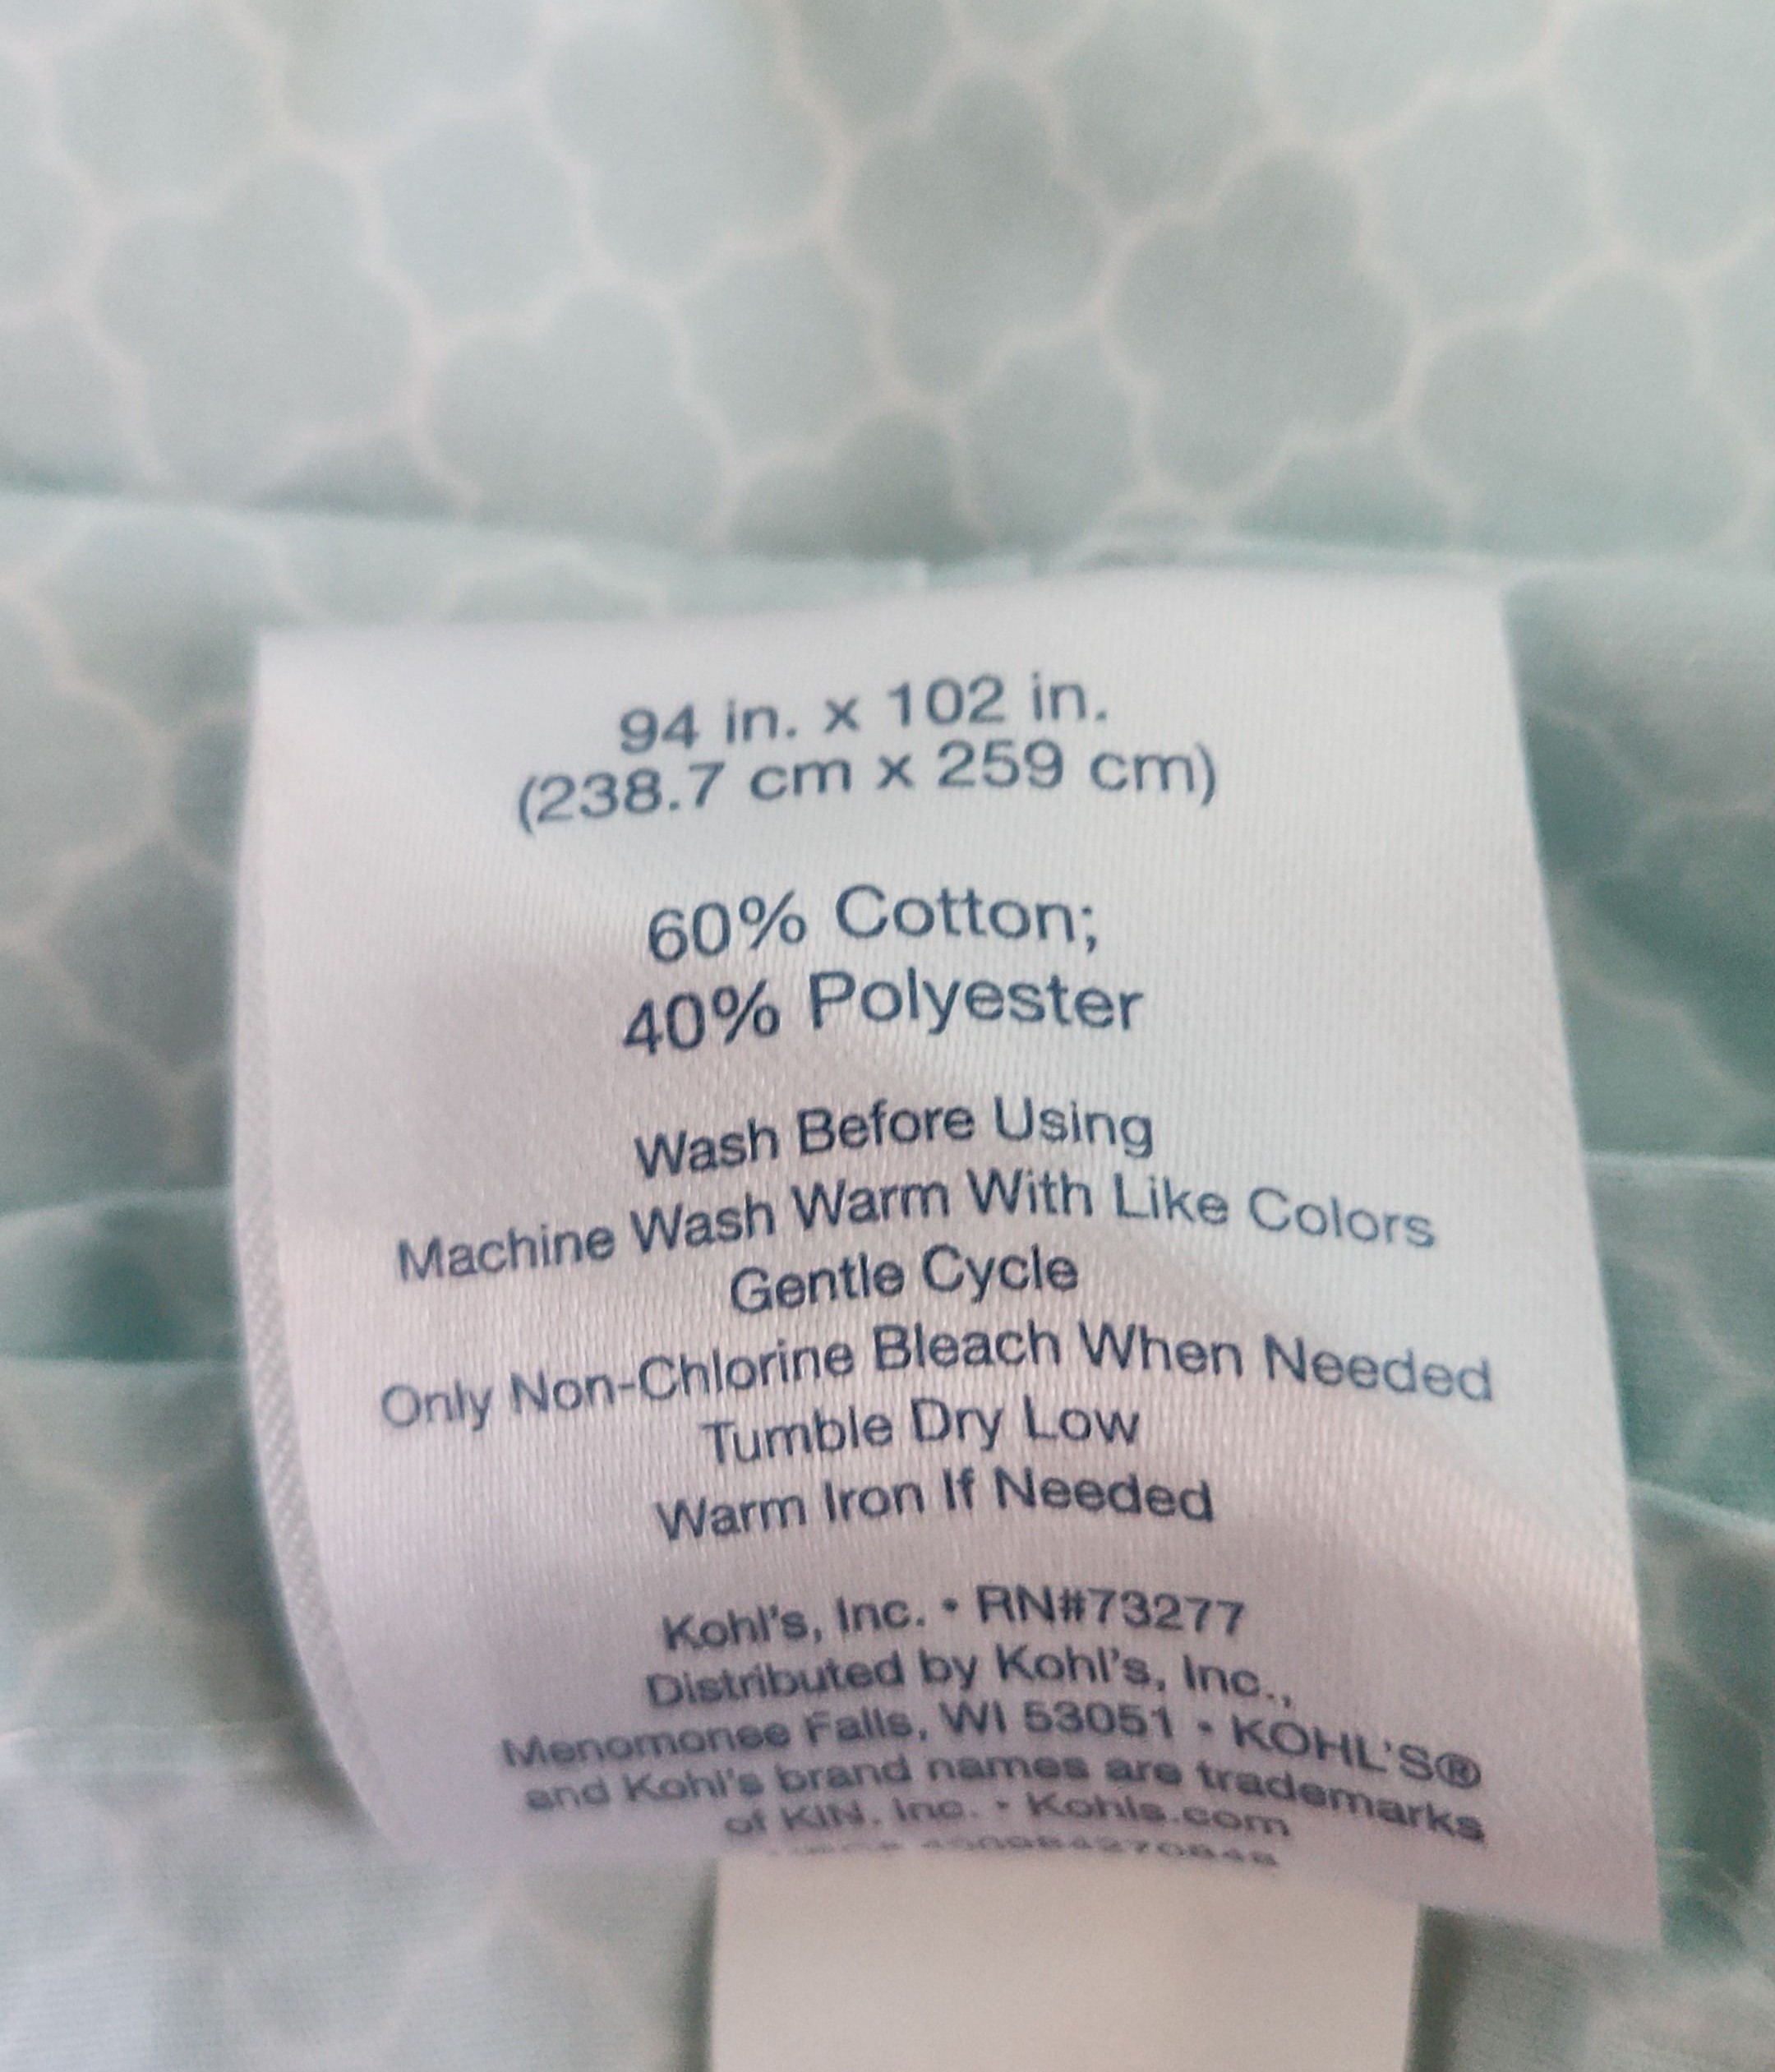 94 in. x 102 in.
(238.7 cm x 259 cm)
60% Cotton;
40% Polyester
Wash Before Using
Machine Wash Warm With Like Colors
Gentle Cycle
Only Non-Chlorine Bleach When Needed
Tumble Dry Low
Warm Iron If Needed
Kohl's, Inc. • RN#73277
Distributed by Kohl's, Inc.,
Menomonee Falls, WI 53051 • KOHL'S®
and Kohl's brand names are trademarks
of KIN, Inc. • Kohls.com